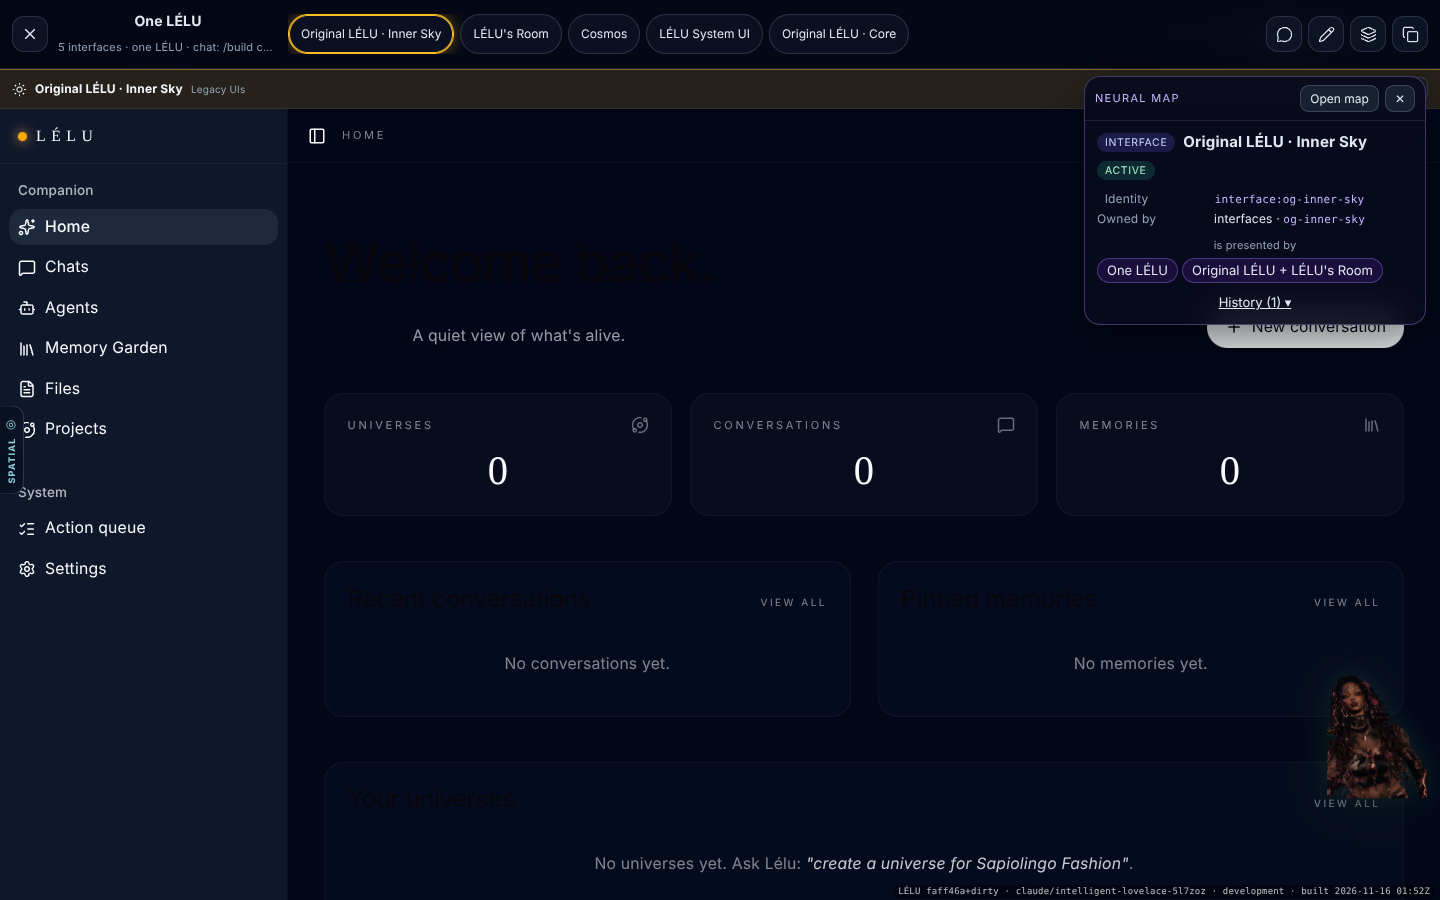 One LÉLU
5 interfaces · one LÉLU · chat: /build c...
Original LÉLU · Inner Sky
LÉLU's Room
Cosmos
LÉLU System UI
Original LÉLU · Core
Original LÉLU · Inner Sky Legacy UIs
NEURAL MAP
Open map
INTERFACE Original LÉLU · Inner Sky
ACTIVE
Identity interface:og-inner-sky
Owned by interfaces · og-inner-sky
is presented by
One LÉLU
Original LÉLU + LÉLU's Room
History (1) ▾
LÉLU
HOME
Companion
Home
Chats
Agents
Memory Garden
Files
Projects
SPATIAL
System
Action queue
Settings
Welcome back.
A quiet view of what's alive.
New conversation
UNIVERSES
0
CONVERSATIONS
0
MEMORIES
0
Recent conversations
VIEW ALL
No conversations yet.
Pinned memories
VIEW ALL
No memories yet.
Your universes
VIEW ALL
No universes yet. Ask Lélu: "create a universe for Sapiolingo Fashion".
LÉLU faff46a+dirty · claude/intelligent-lovelace-5l7zoz · development · built 2026-11-16 01:52Z